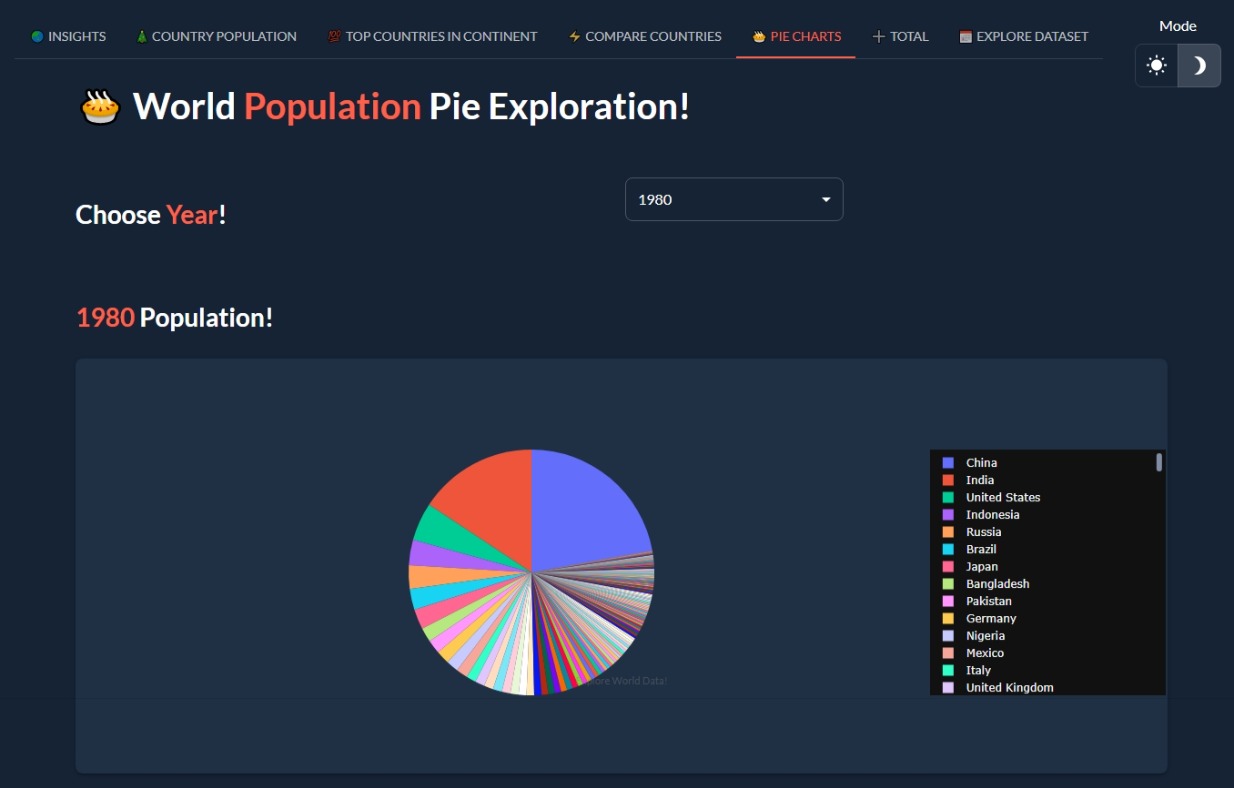 INSIGHTS
COUNTRY POPULATION
TOP COUNTRIES IN CONTINENT
COMPARE COUNTRIES
PIE CHARTS
TOTAL
EXPLORE DATASET
Mode
World Population Pie Exploration!
Choose Year!
1980
1980 Population!
China
India
United States
Indonesia
Russia
Brazil
Japan
Bangladesh
Pakistan
Germany
Nigeria
Mexico
Italy
United Kingdom
World Data!